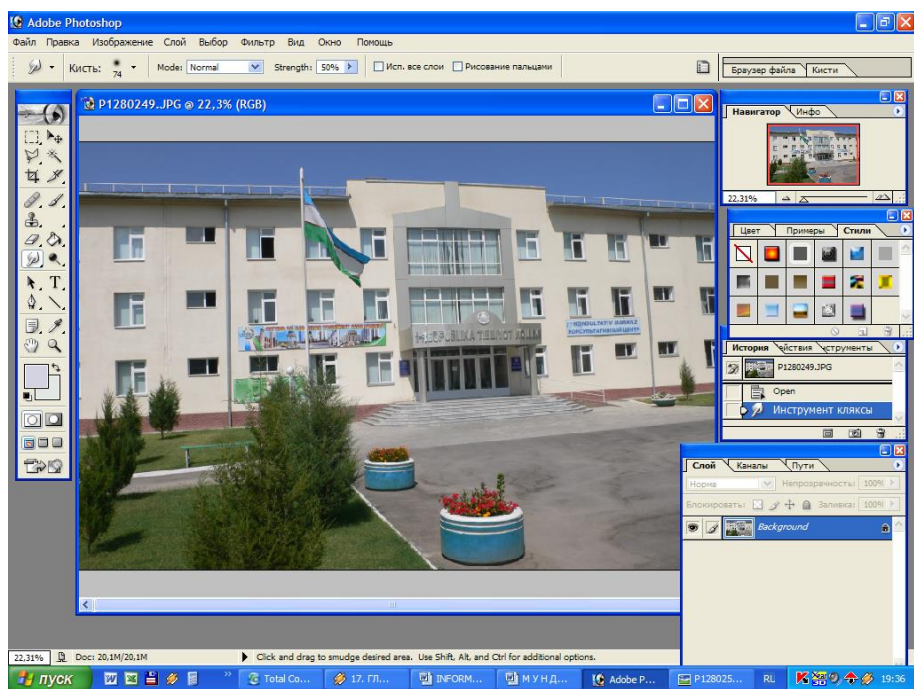 Adobe Photoshop
Файл Правка Изображение Слой Выбор Фильтр Вид Окно Помощь
Кисть: 74 Mode: Normal Strength: 50% Исп. все слои Рисование пальцами Браузер файла Кисти
P1280249.JPG @ 22,3% (RGB)
Навигатор Инфо
22,31%
Цвет Примеры Стили
КОНСУЛЬТАТИВНЫЙ ЦЕНТР
История
P1280249.JPG
Open
Инструмент кляксы
Слой Каналы Пути
Норма Непрозрачность: 100%
Блокировать: Заливка: 100%
Background
22,31% Doc: 20,1M/20,1M Click and drag to smudge desired area. Use Shift, Alt, and Ctrl for additional options.
пуск Total Co... 17. ГЛ... INFORM... М У Н Д... Adobe P... P128025... RU 19:36